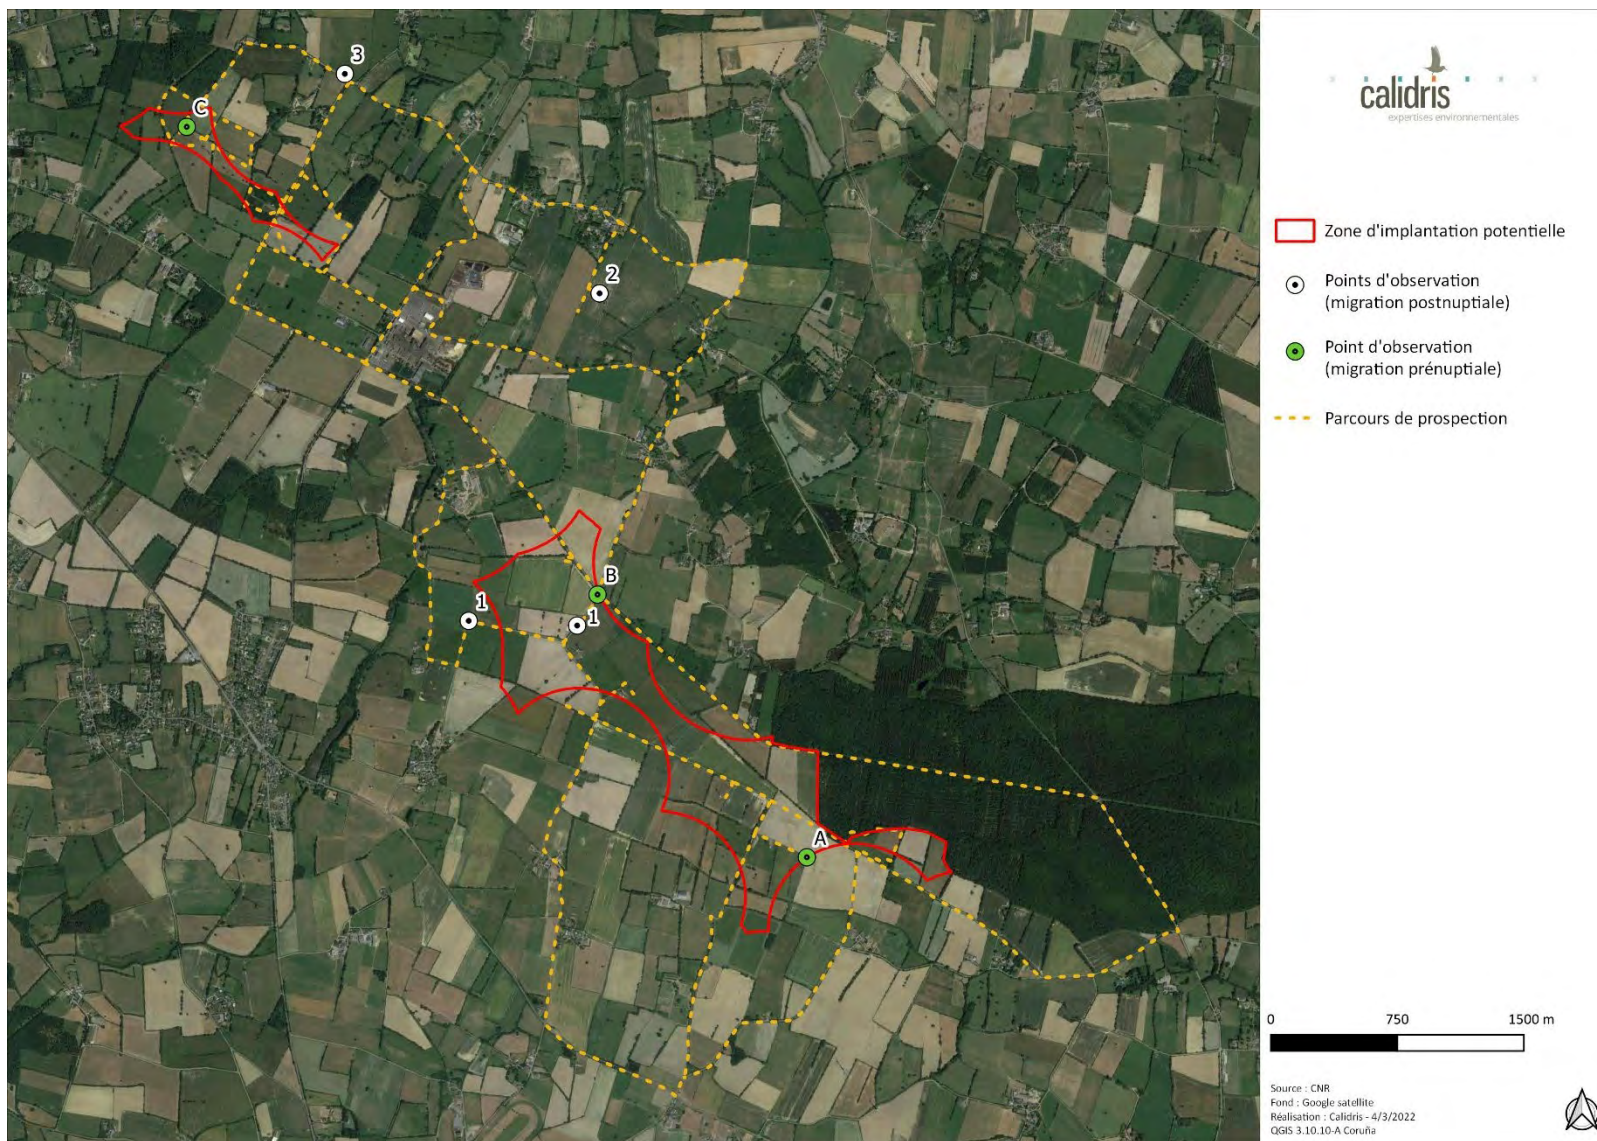 3
C
2
B
1
1
A
calidris
expertises environnementales
Zone d'implantation potentielle
Points d'observation
(migration postnuptiale)
Point d'observation
(migration prénuptiale)
Parcours de prospection
0 750 1500 m
Source : CNR
Fond : Google satellite
Réalisation : Calidris - 4/3/2022
QGIS 3.10.10-A Coruña